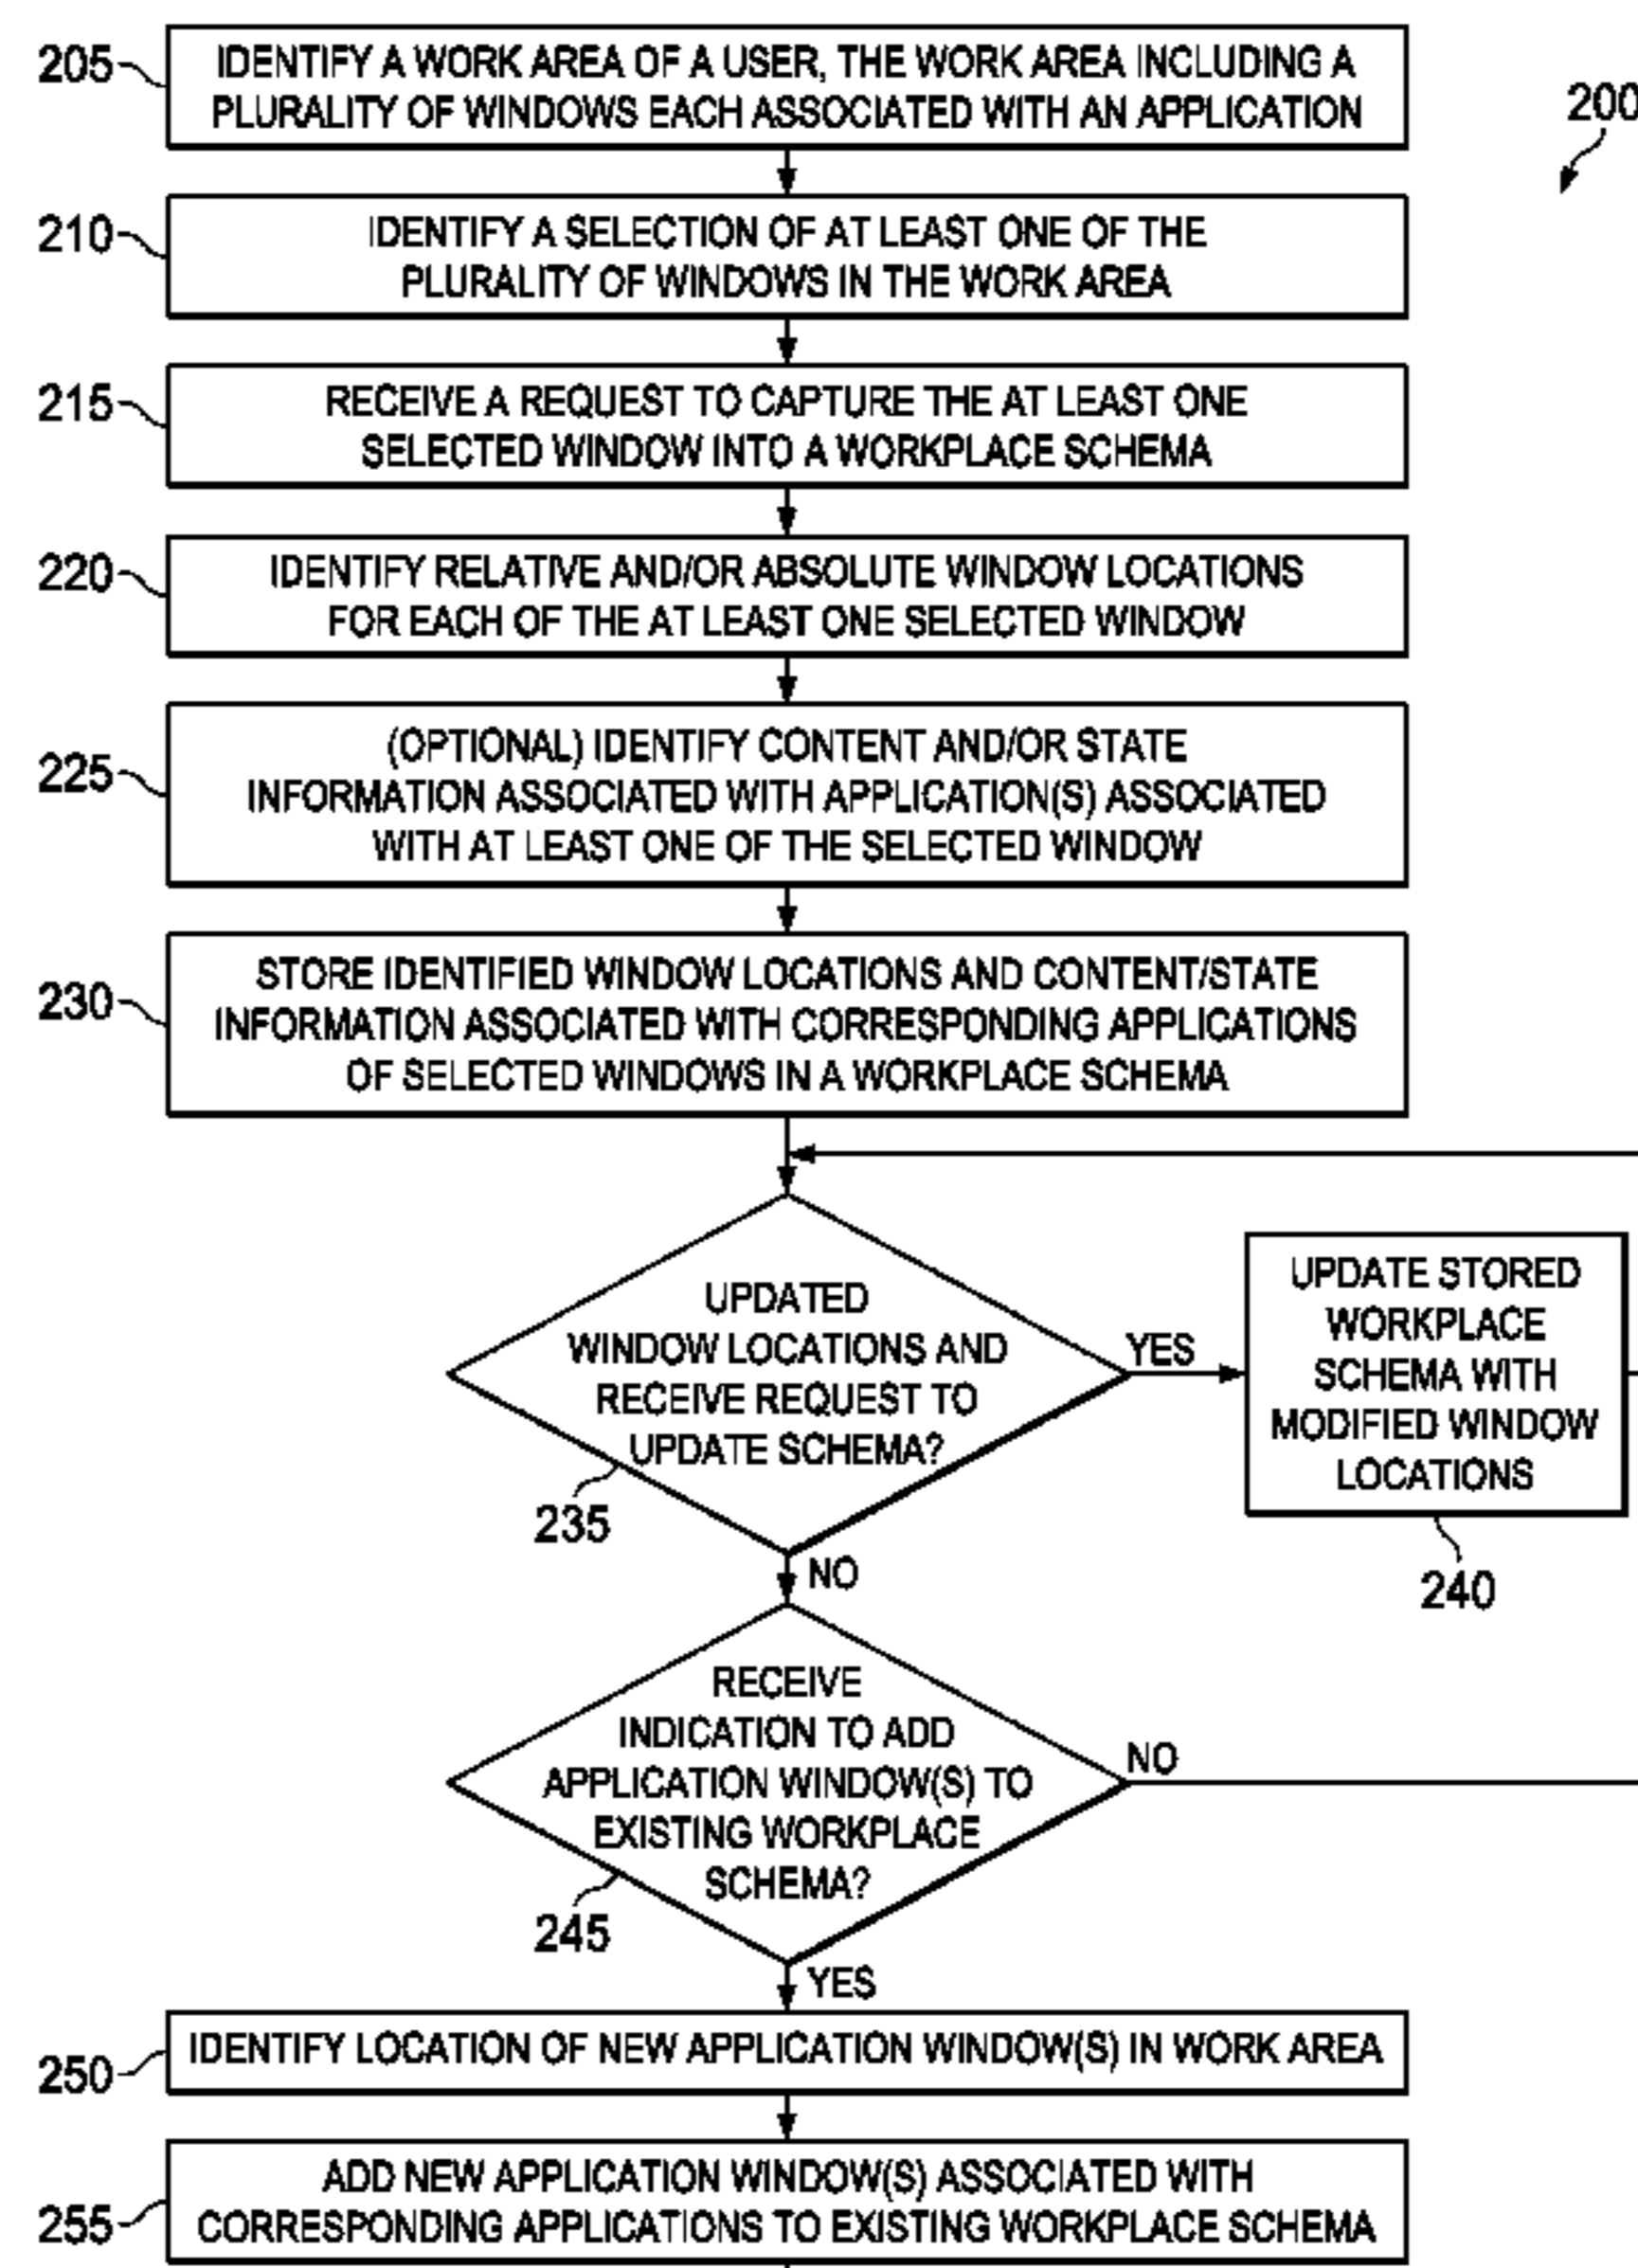 200
205
IDENTIFY A WORK AREA OF A USER, THE WORK AREA INCLUDING A
PLURALITY OF WINDOWS EACH ASSOCIATED WITH AN APPLICATION
210
IDENTIFY A SELECTION OF AT LEAST ONE OF THE
PLURALITY OF WINDOWS IN THE WORK AREA
215
RECEIVE A REQUEST TO CAPTURE THE AT LEAST ONE
SELECTED WINDOW INTO A WORKPLACE SCHEMA
220
IDENTIFY RELATIVE AND/OR ABSOLUTE WINDOW LOCATIONS
FOR EACH OF THE AT LEAST ONE SELECTED WINDOW
225
(OPTIONAL) IDENTIFY CONTENT AND/OR STATE
INFORMATION ASSOCIATED WITH APPLICATION(S) ASSOCIATED
WITH AT LEAST ONE OF THE SELECTED WINDOW
230
STORE IDENTIFIED WINDOW LOCATIONS AND CONTENT/STATE
INFORMATION ASSOCIATED WITH CORRESPONDING APPLICATIONS
OF SELECTED WINDOWS IN A WORKPLACE SCHEMA
UPDATED
WINDOW LOCATIONS AND
RECEIVE REQUEST TO
UPDATE SCHEMA?
235
YES
UPDATE STORED
WORKPLACE
SCHEMA WITH
MODIFIED WINDOW
LOCATIONS
240
NO
RECEIVE
INDICATION TO ADD
APPLICATION WINDOW(S) TO
EXISTING WORKPLACE
SCHEMA?
245
NO
YES
250
IDENTIFY LOCATION OF NEW APPLICATION WINDOW(S) IN WORK AREA
255
ADD NEW APPLICATION WINDOW(S) ASSOCIATED WITH
CORRESPONDING APPLICATIONS TO EXISTING WORKPLACE SCHEMA